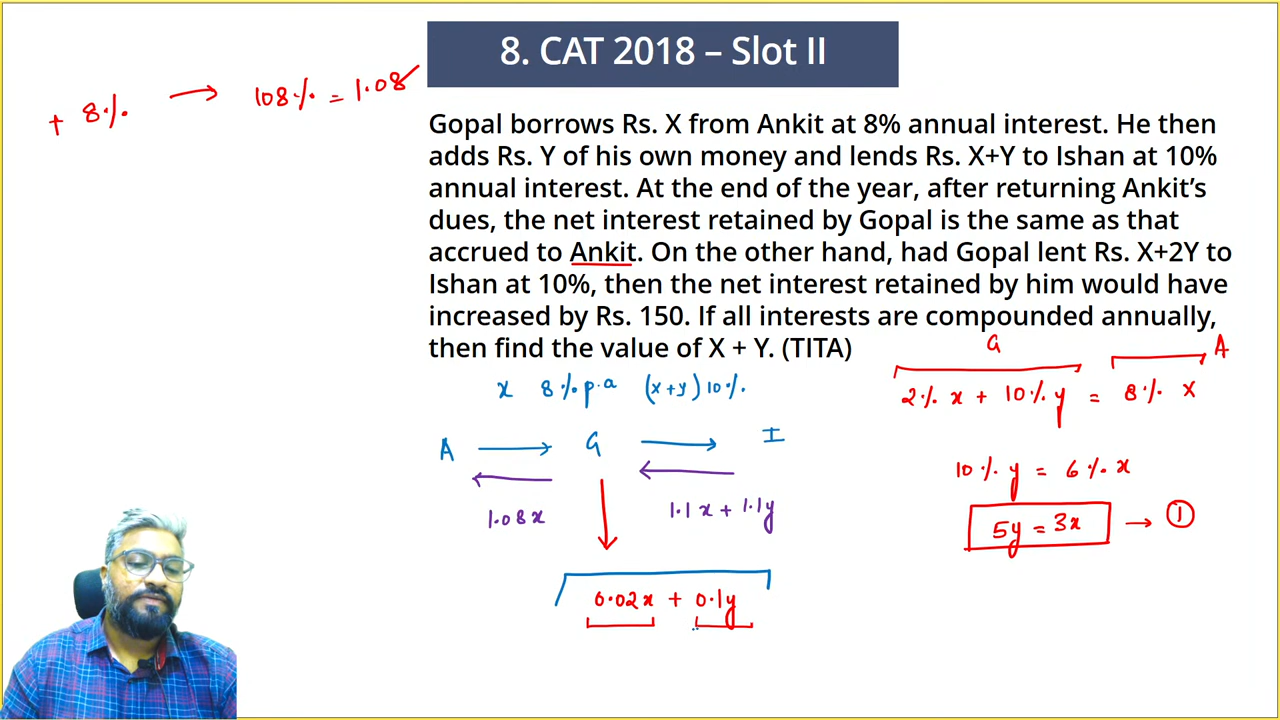 8. CAT 2018 – Slot II
+ 8% → 108% = 1.08 ✓
Gopal borrows Rs. X from Ankit at 8% annual interest. He then
adds Rs. Y of his own money and lends Rs. X+Y to Ishan at 10%
annual interest. At the end of the year, after returning Ankit’s
dues, the net interest retained by Gopal is the same as that
accrued to Ankit. On the other hand, had Gopal lent Rs. X+2Y to
Ishan at 10%, then the net interest retained by him would have
increased by Rs. 150. If all interests are compounded annually,
then find the value of X + Y. (TITA)
G A
x 8% p.a (x+y) 10%
2% x + 10% y = 8% x
A → G → I
10% y = 6% x
1.08x 1.1x + 1.1y
5y = 3x → ①
0.02x + 0.1y